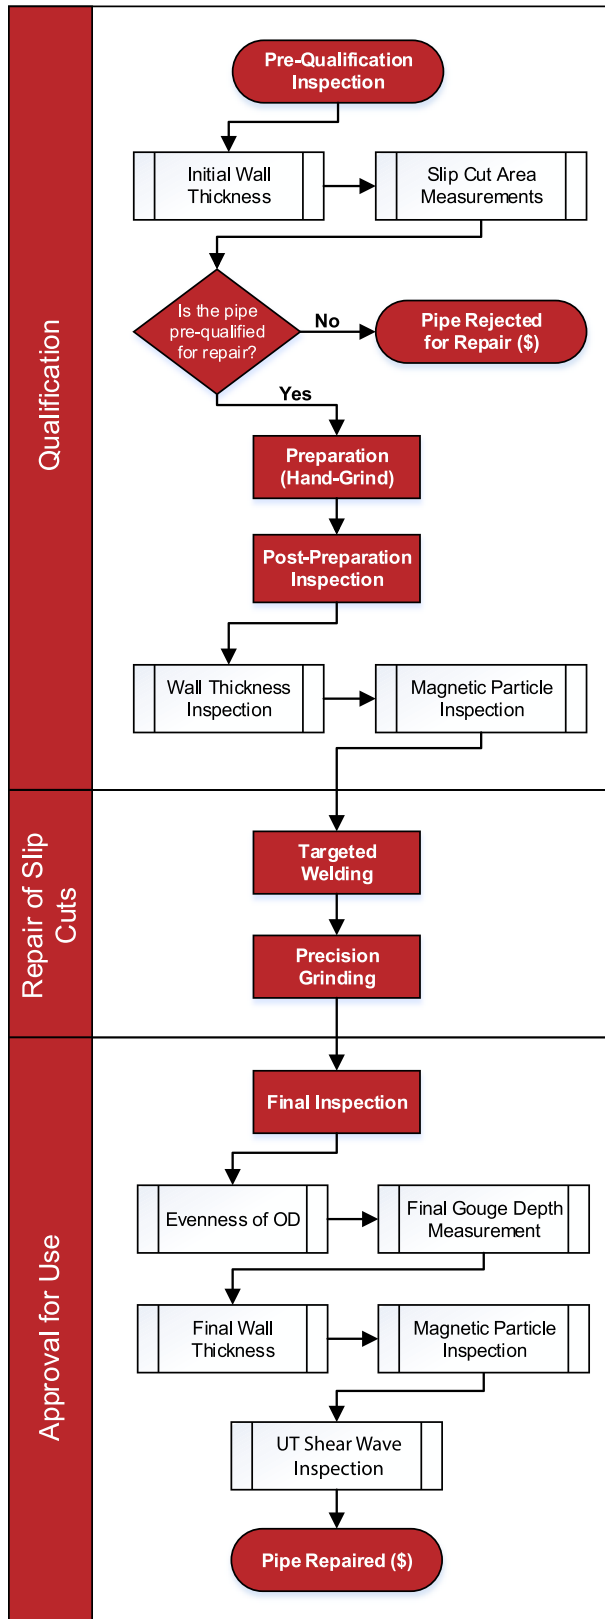 Qualification
Pre-Qualification
Inspection
Initial Wall
Thickness
Slip Cut Area
Measurements
Is the pipe
pre-qualified
for repair?
No
Pipe Rejected
for Repair ($)
Yes
Preparation
(Hand-Grind)
Post-Preparation
Inspection
Wall Thickness
Inspection
Magnetic Particle
Inspection
Repair of Slip
Cuts
Targeted
Welding
Precision
Grinding
Approval for Use
Final Inspection
Evenness of OD
Final Gouge Depth
Measurement
Final Wall
Thickness
Magnetic Particle
Inspection
UT Shear Wave
Inspection
Pipe Repaired ($)